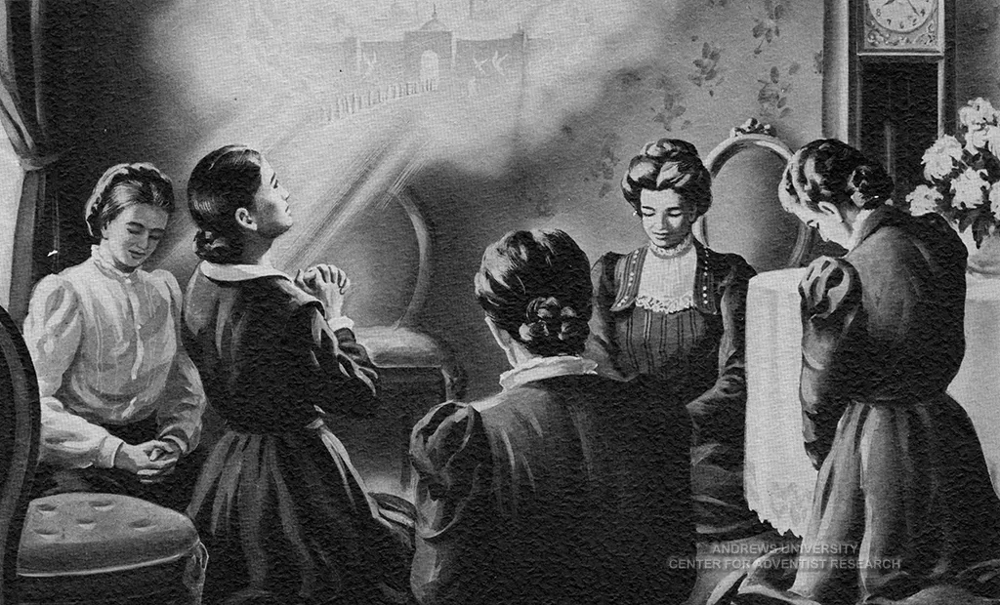 ANDREWS UNIVERSITY
CENTER FOR ADVENTIST RESEARCH